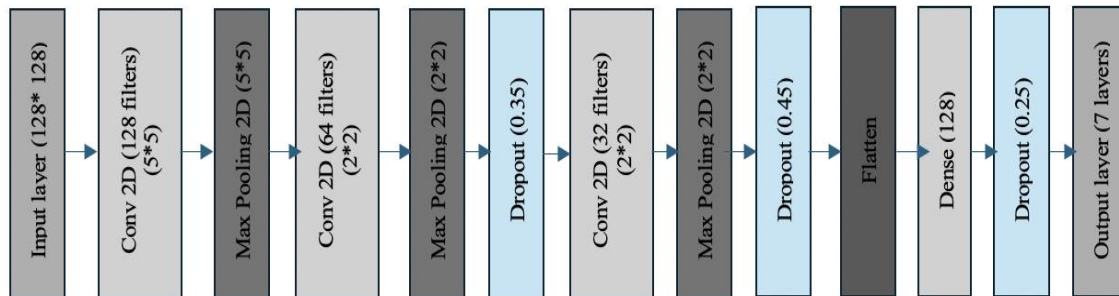 Input layer (128* 128)
Conv 2D (128 filters)
(5*5)
Max Pooling 2D (5*5)
Conv 2D (64 filters)
(2*2)
Max Pooling 2D (2*2)
Dropout (0.35)
Conv 2D (32 filters)
(2*2)
Max Pooling 2D (2*2)
Dropout (0.45)
Flatten
Dense (128)
Dropout (0.25)
Output layer (7 layers)